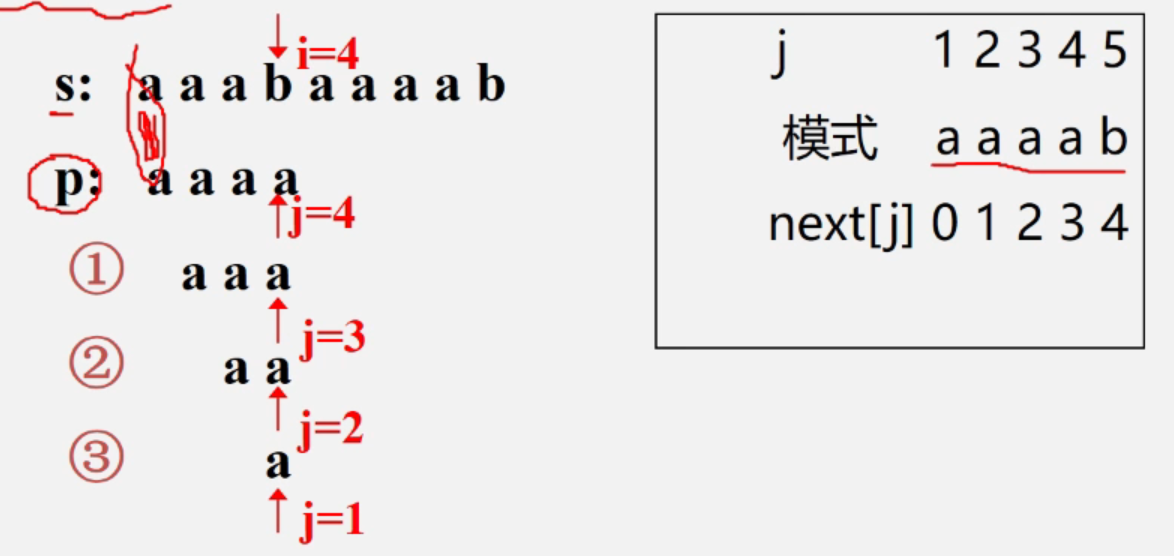 i=4
s: a a a b a a a a b
p: a a a a
j=4
① a a a
j=3
② a a
j=2
③ a
j=1
j 1 2 3 4 5
模式 a a a a b
next[j] 0 1 2 3 4